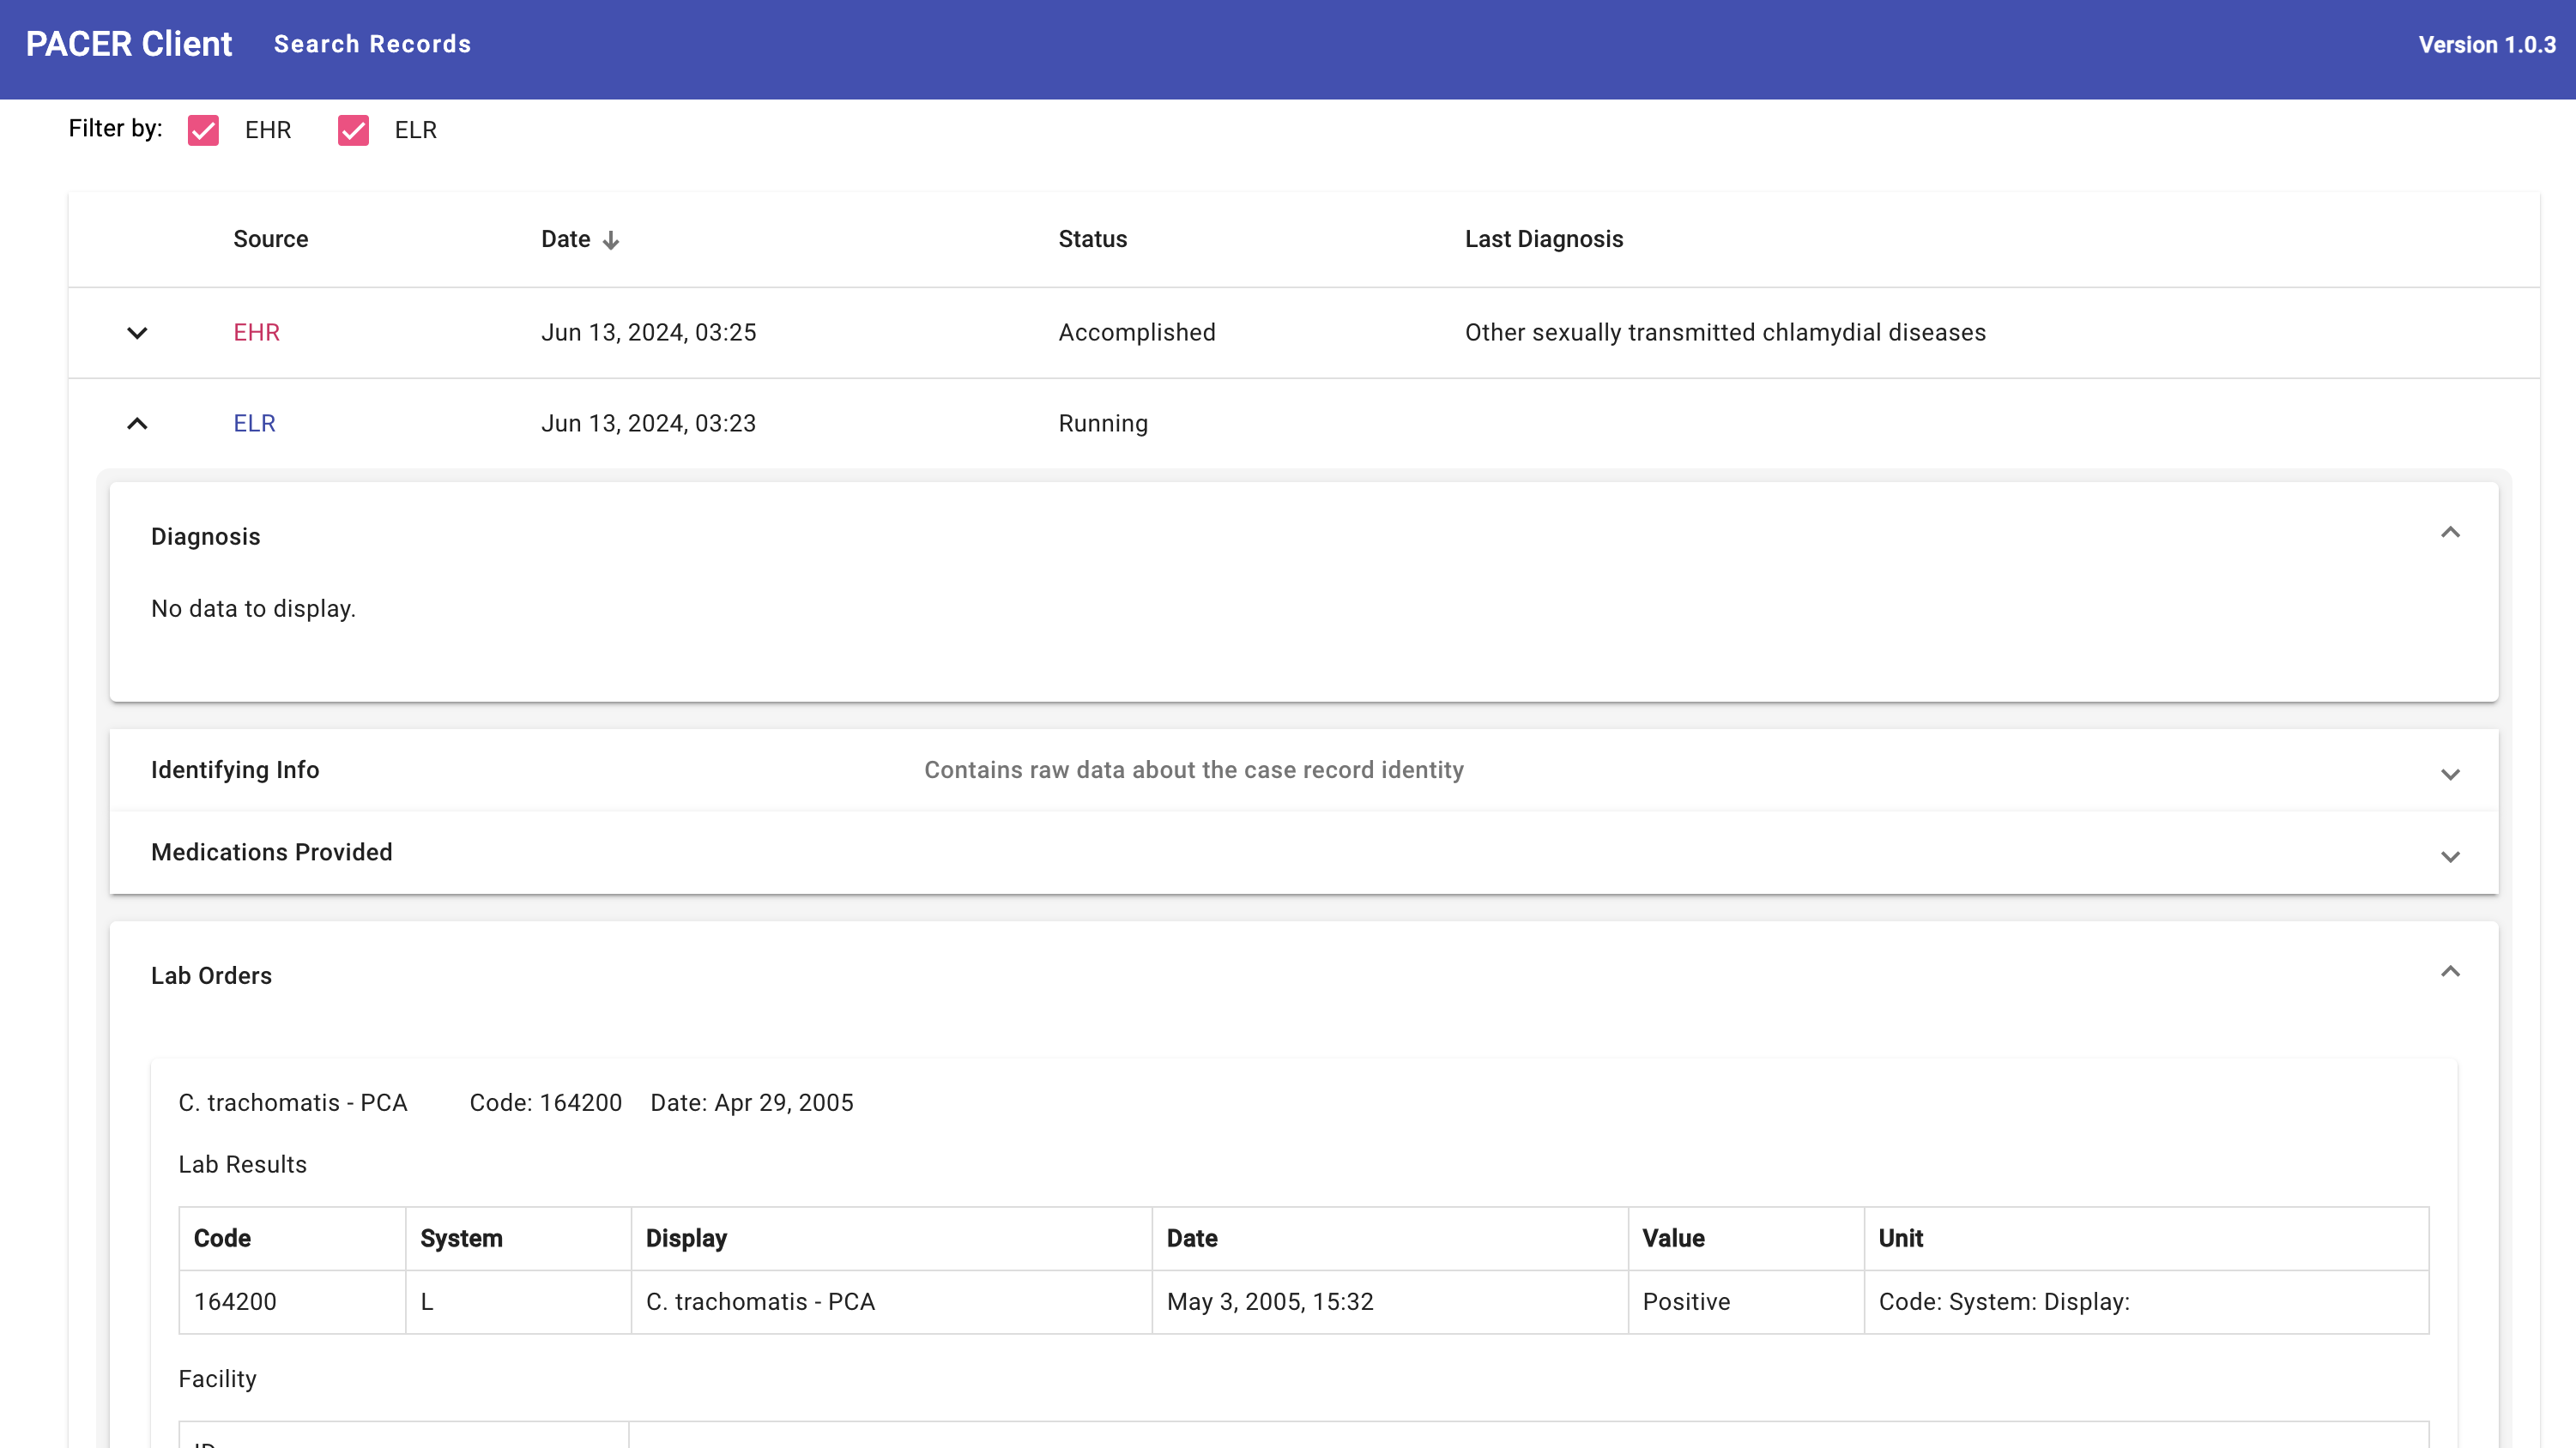 PACER Client Search Records Version 1.0.3
Filter by: EHR ELR
Source Date Status Last Diagnosis
EHR Jun 13, 2024, 03:25 Accomplished Other sexually transmitted chlamydial diseases
ELR Jun 13, 2024, 03:23 Running
Diagnosis
No data to display.
Identifying Info Contains raw data about the case record identity
Medications Provided
Lab Orders
C. trachomatis - PCA Code: 164200 Date: Apr 29, 2005
Lab Results
Code System Display Date Value Unit
164200 L C. trachomatis - PCA May 3, 2005, 15:32 Positive Code: System: Display:
Facility